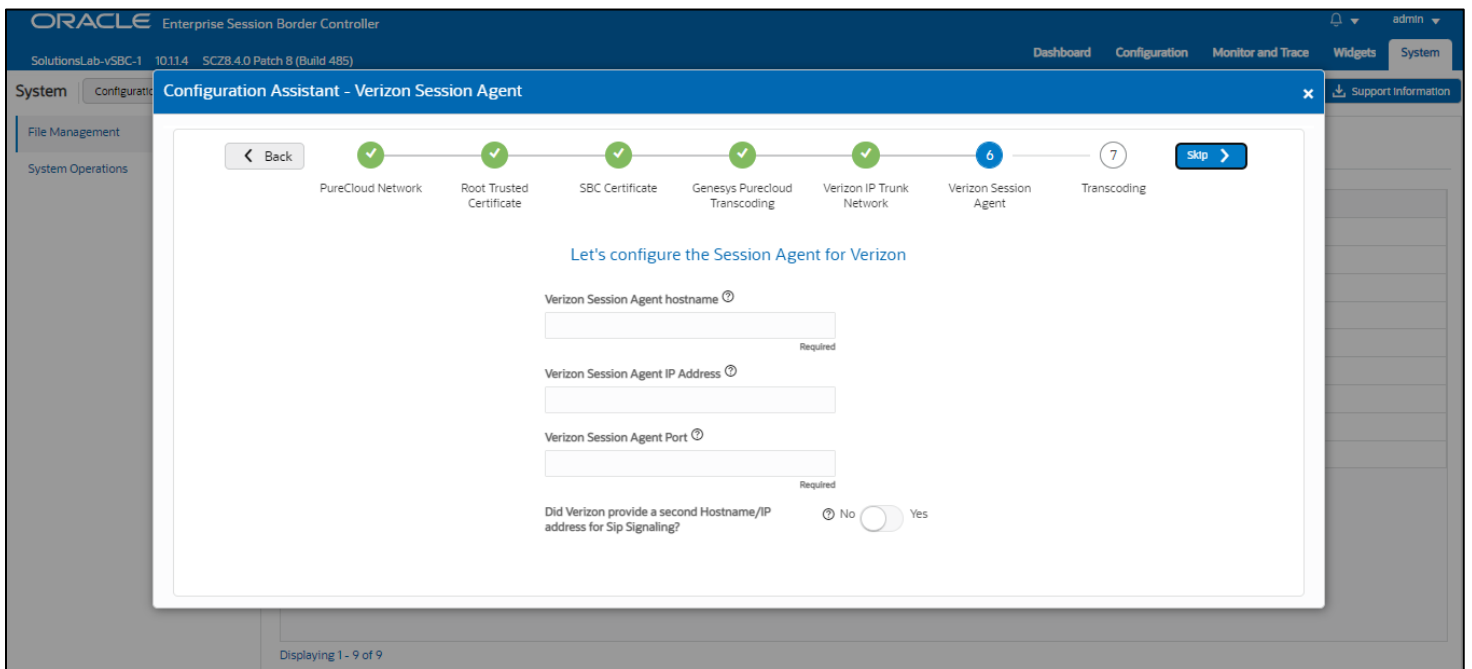 ORACLE Enterprise Session Border Controller
admin
SolutionsLab-vSBC-1 10.1.1.4 SCZ8.4.0 Patch 8 (Build 485)
Dashboard Configuration Monitor and Trace Widgets System
System
Configuratio
Support Information
Configuration Assistant - Verizon Session Agent
File Management
System Operations
Back
6
7
Skip
PureCloud Network
Root Trusted
Certificate
SBC Certificate
Genesys Purecloud
Transcoding
Verizon IP Trunk
Network
Verizon Session
Agent
Transcoding
Let's configure the Session Agent for Verizon
Verizon Session Agent hostname
Required
Verizon Session Agent IP Address
Verizon Session Agent Port
Required
Did Verizon provide a second Hostname/IP
address for Sip Signaling?
No Yes
Displaying 1 - 9 of 9